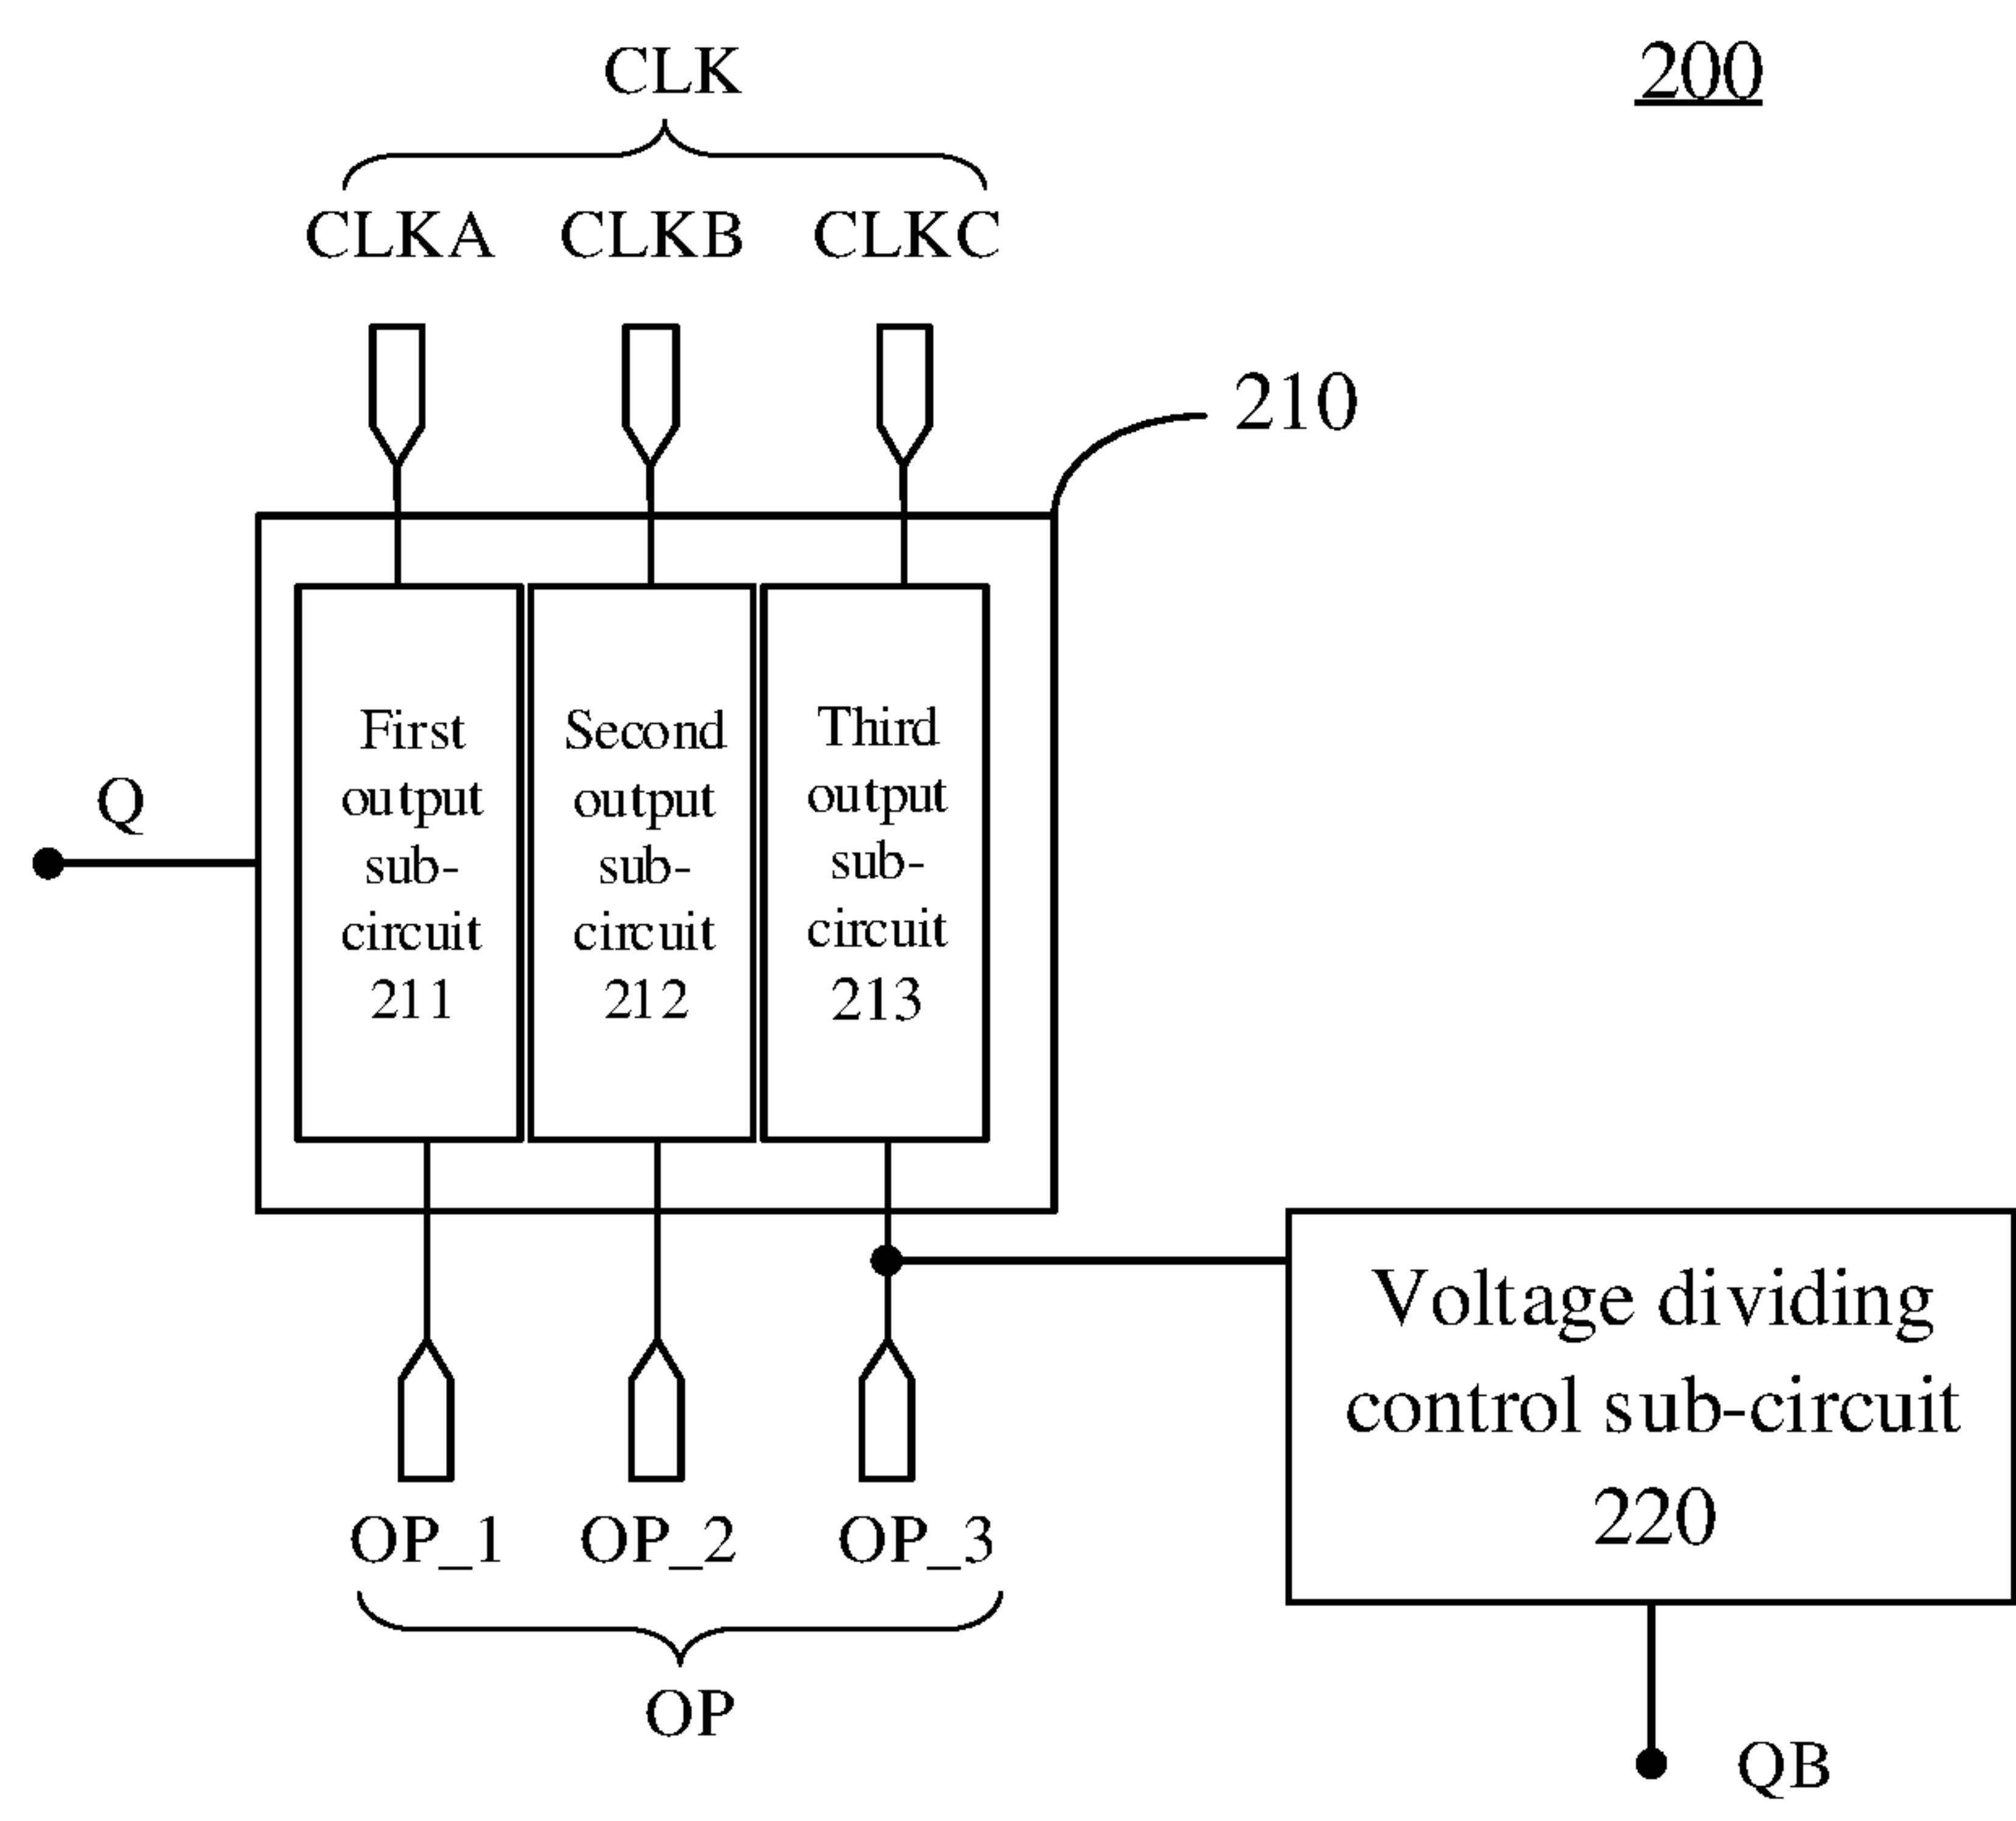 CLK
200
CLKA CLKB CLKC
210
First
output
sub-
circuit
211
Second
output
sub-
circuit
212
Third
output
sub-
circuit
213
Q
Voltage dividing
control sub-circuit
220
OP_1 OP_2 OP_3
OP
QB